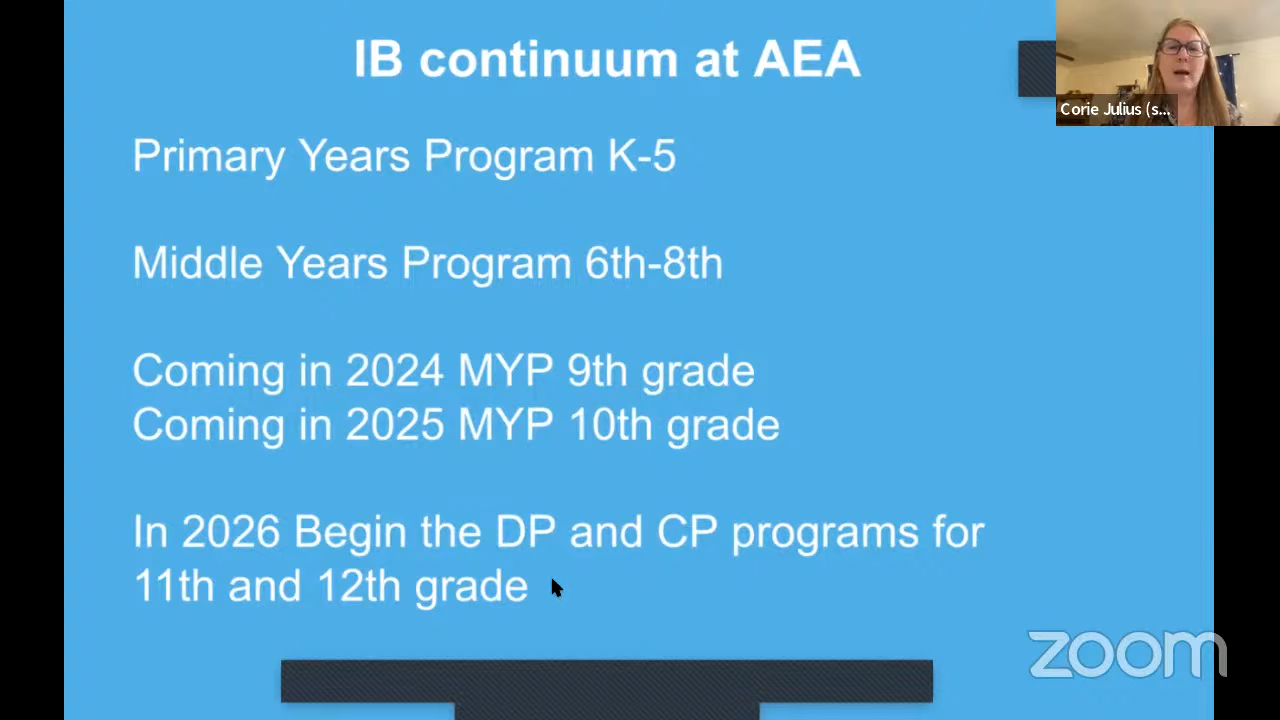 IB continuum at AEA
Corie Julius (s...
Primary Years Program K-5
Middle Years Program 6th-8th
Coming in 2024 MYP 9th grade
Coming in 2025 MYP 10th grade
In 2026 Begin the DP and CP programs for
11th and 12th grade
zoom